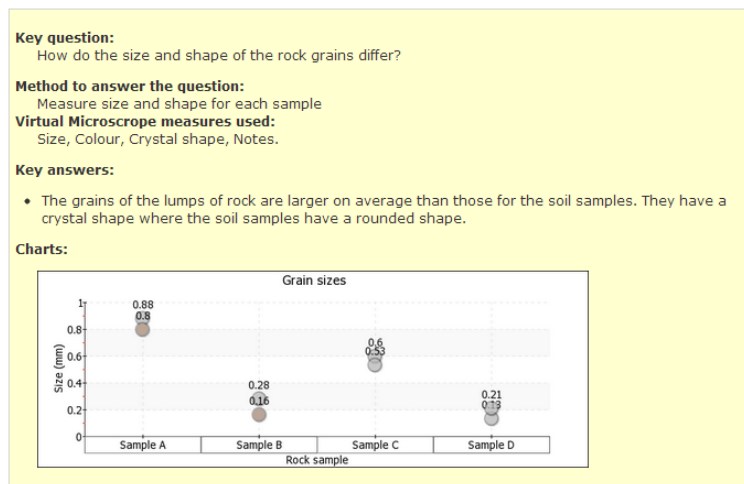 Key question:
How do the size and shape of the rock grains differ?
Method to answer the question:
Measure size and shape for each sample
Virtual Microscrope measures used:
Size, Colour, Crystal shape, Notes.
Key answers:
• The grains of the lumps of rock are larger on average than those for the soil samples. They have a
crystal shape where the soil samples have a rounded shape.
Charts:
Grain sizes
Size (mm)
1
0.8
0.6
0.4
0.2
0
0.88
0.8
0.28
0.16
0.6
0.53
0.21
0.13
Sample A Sample B Sample C Sample D
Rock sample